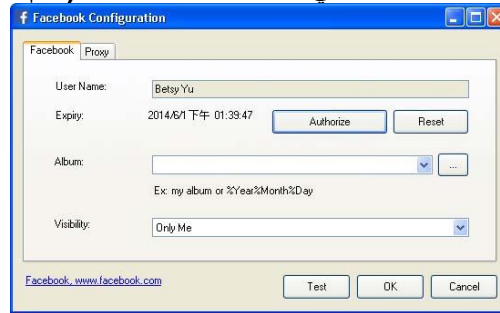 Facebook Configuration
Facebook Proxy
User Name: Betsy Yu
Expiry: 2014/6/1 下午 01:39:47 Authorize Reset
Album: ...
Ex: my album or %Year%Month%Day
Visibility: Only Me
Facebook, www.facebook.com Test OK Cancel